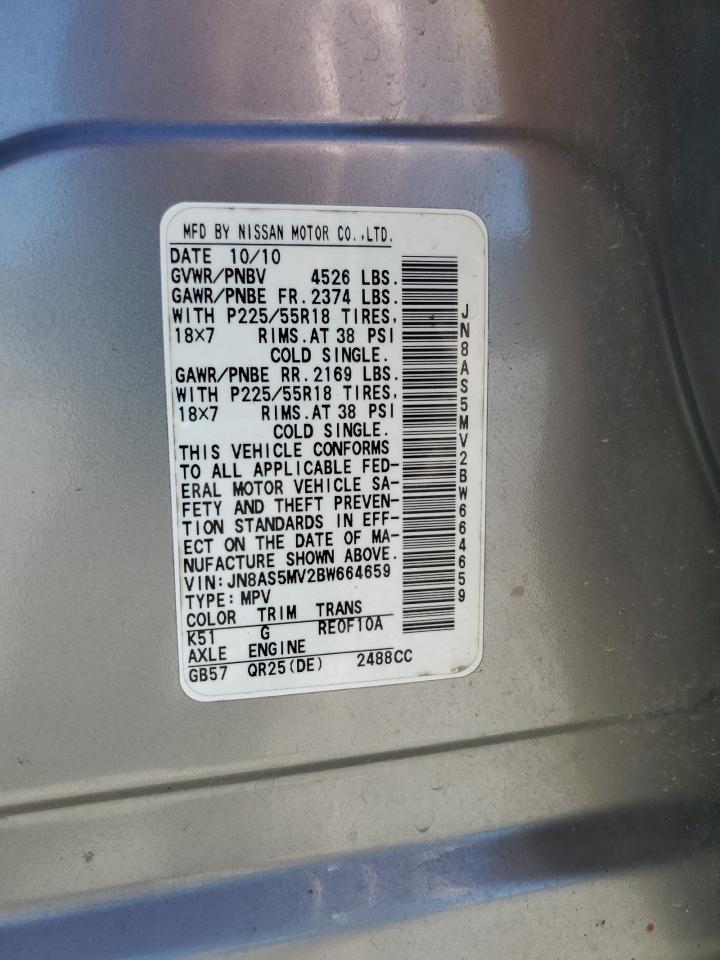 MFD BY NISSAN MOTOR CO.,LTD.
DATE 10/10
GVWR/PNBV 4526 LBS.
GAWR/PNBE FR. 2374 LBS.
WITH P225/55R18 TIRES,
18X7 RIMS. AT 38 PSI
COLD SINGLE.
GAWR/PNBE RR. 2169 LBS.
WITH P225/55R18 TIRES,
18X7 RIMS. AT 38 PSI
COLD SINGLE.
THIS VEHICLE CONFORMS
TO ALL APPLICABLE FED-
ERAL MOTOR VEHICLE SA-
FETY AND THEFT PREVEN-
TION STANDARDS IN EFF-
ECT ON THE DATE OF MA-
NUFACTURE SHOWN ABOVE.
VIN: JN8AS5MV2BW664659
TYPE: MPV
COLOR TRIM TRANS
K51 G RE0F10A
AXLE ENGINE
GB57 QR25(DE) 2488CC
JN8AS5MV2BW664659